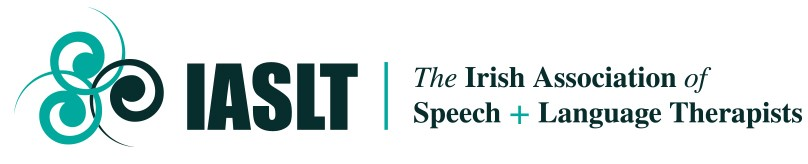 IASLT
The Irish Association of
Speech + Language Therapists